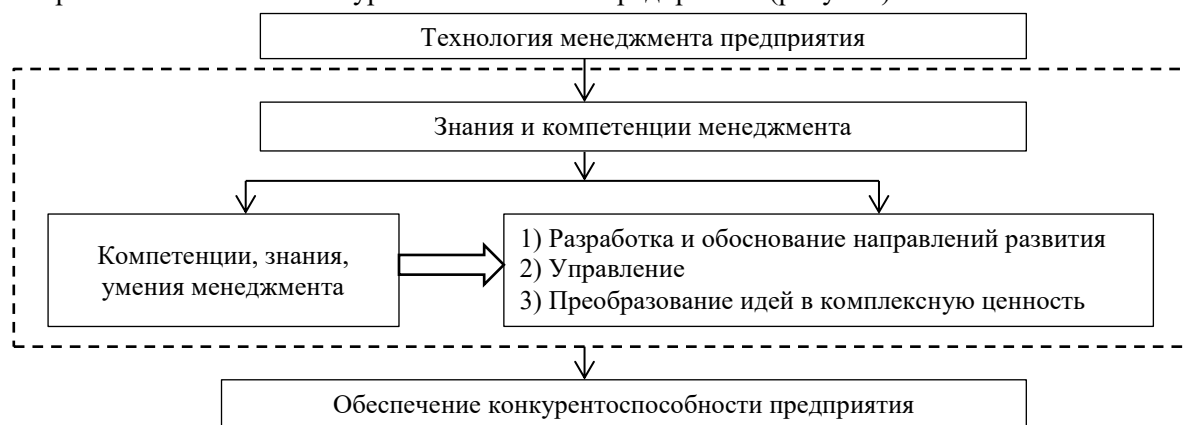 Технология менеджмента предприятия
Знания и компетенции менеджмента
Компетенции, знания,
умения менеджмента
1) Разработка и обоснование направлений развития
2) Управление
3) Преобразование идей в комплексную ценность
Обеспечение конкурентоспособности предприятия